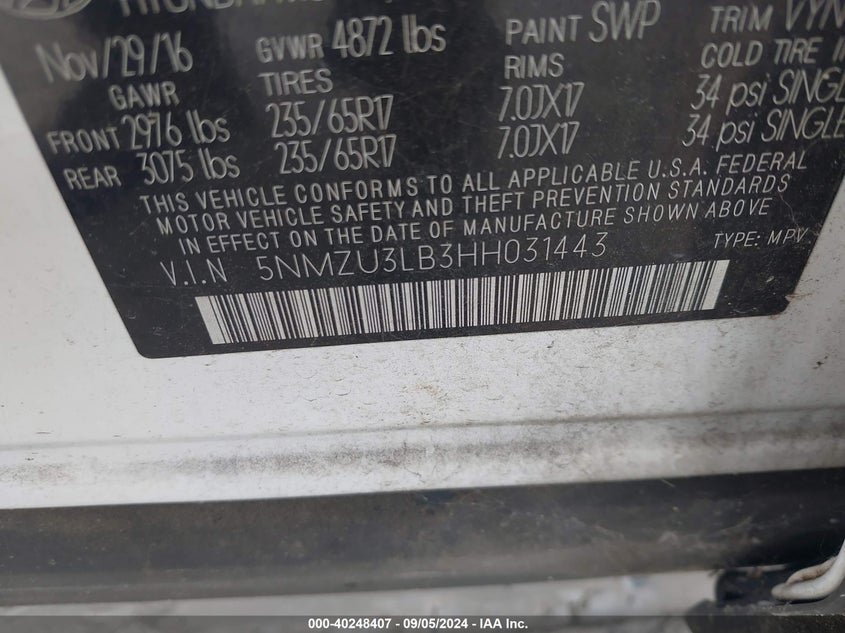 Nov/29/16 GVWR 4872 lbs PAINT SWP TRIM
GAWR TIRES RIMS COLD TIRE
FRONT 2976 lbs 235/65R17 7.0JX17 34 psi SINGLE
REAR 3075 lbs 235/65R17 7.0JX17 34 psi SINGLE
THIS VEHICLE CONFORMS TO ALL APPLICABLE U.S.A. FEDERAL
MOTOR VEHICLE SAFETY AND THEFT PREVENTION STANDARDS
IN EFFECT ON THE DATE OF MANUFACTURE SHOWN ABOVE
V.I.N 5NMZU3LB3HH031443 TYPE: MPV
000-40248407 - 09/05/2024 - IAA Inc.